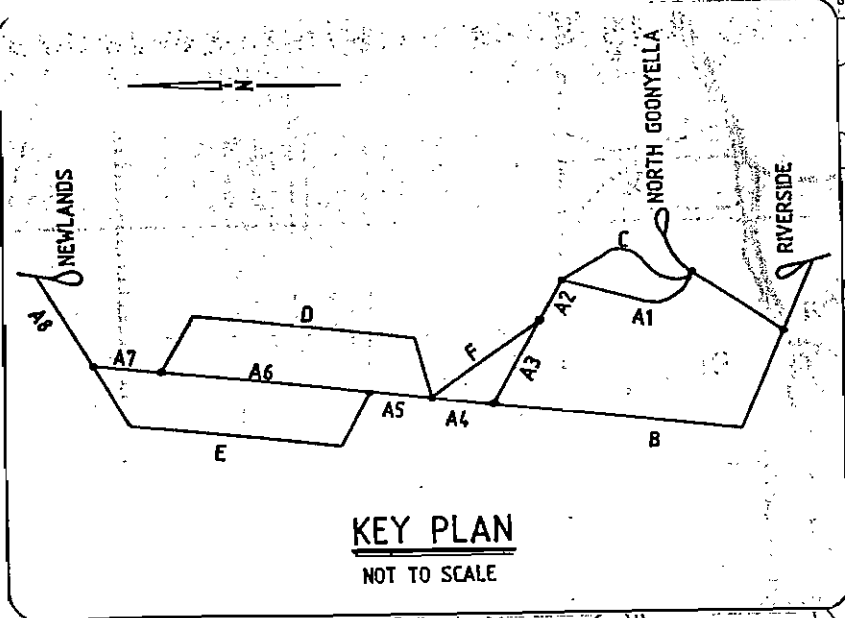 N
NEWLANDS
NORTH GOONYELLA
RIVERSIDE
C
A2
A1
A8
D
F
A3
A7
A6
A5
A4
B
E
KEY PLAN
NOT TO SCALE